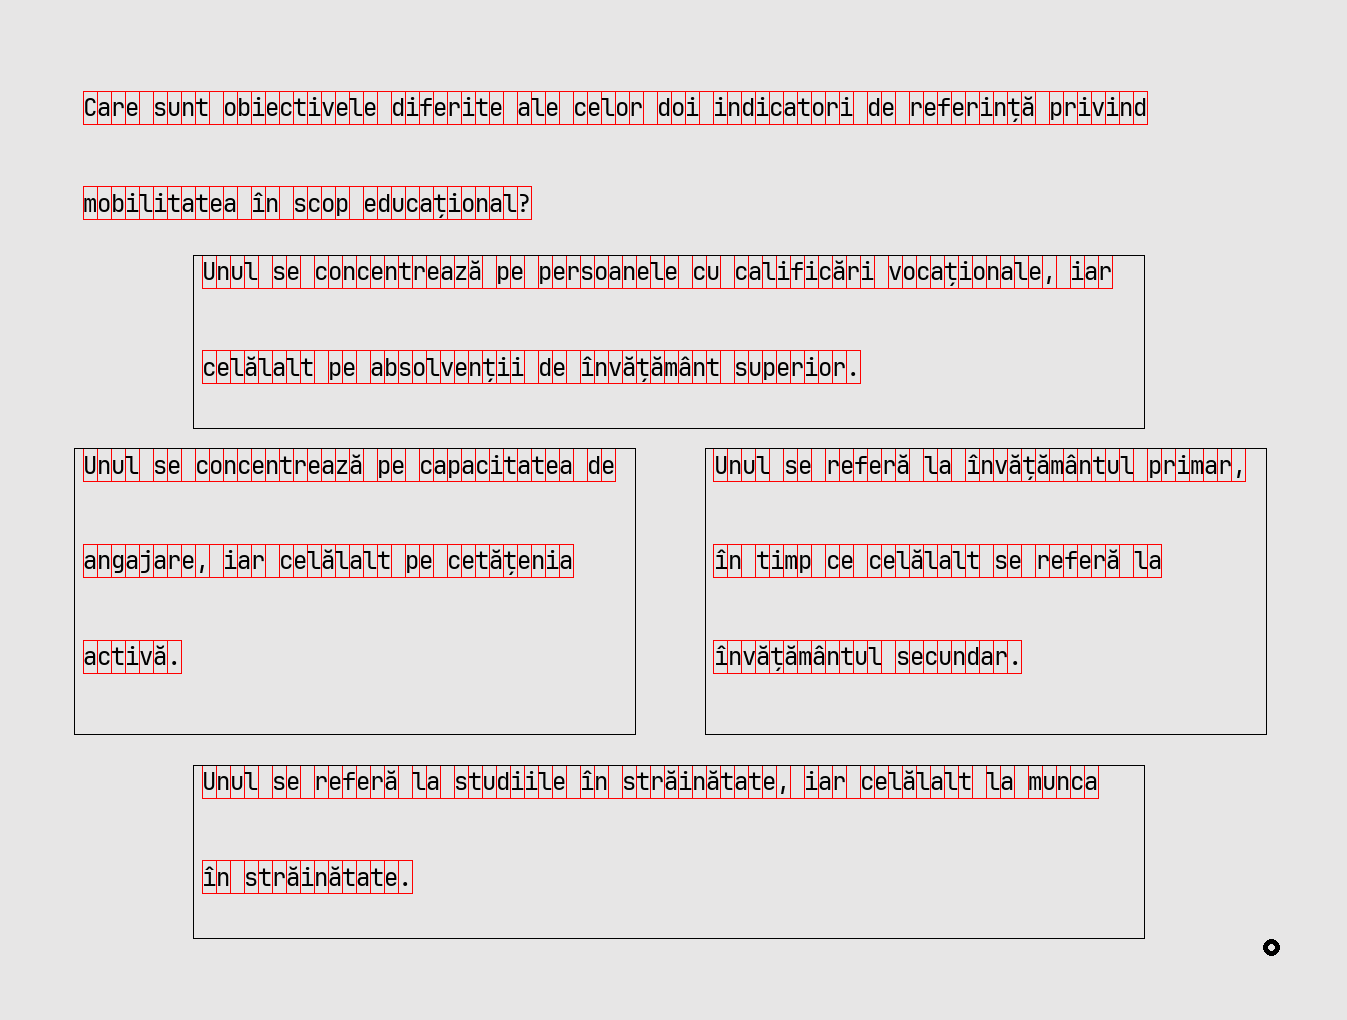 Care sunt obiectivele diferite ale celor doi indicatori de referință privind
mobilitatea în scop educațional?
Unul se concentrează pe persoanele cu calificări vocaționale, iar
celălalt pe absolvenții de învățământ superior.
Unul se concentrează pe capacitatea de
angajare, iar celălalt pe cetățenia
activă.
Unul se referă la învățământul primar,
în timp ce celălalt se referă la
învățământul secundar.
Unul se referă la studiile în străinătate, iar celălalt la munca
în străinătate.